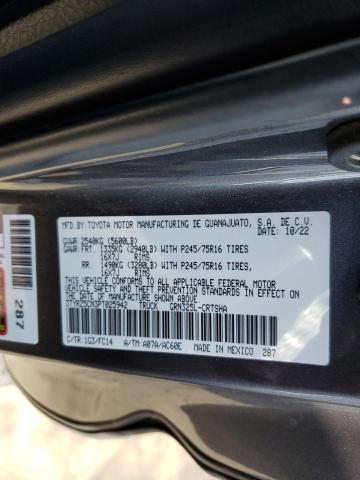 MFD BY: TOYOTA MOTOR MANUFACTURING DE GUANAJUATO, S.A. DE C.V.
DATE: 10/22
GVWR 2540KG (5600LB)
GAWR FRT 1335KG (2940LB) WITH P245/75R16 TIRES
16X7J RIMS
RR: 1490KG (3280LB) WITH P245/75R16 TIRES
16X7J RIMS
THIS VEHICLE CONFORMS TO ALL APPLICABLE FEDERAL MOTOR VEHICLE
SAFETY, BUMPER, AND THEFT PREVENTION STANDARDS IN EFFECT ON
THE DATE OF MANUFACTURE SHOWN ABOVE.
3TYRZ5CN3PT025942 TRUCK GRN325L-CRTSHA
C/TR:1G3/FC14 A/TM:A07A/AC60E MADE IN MEXICO 287
287